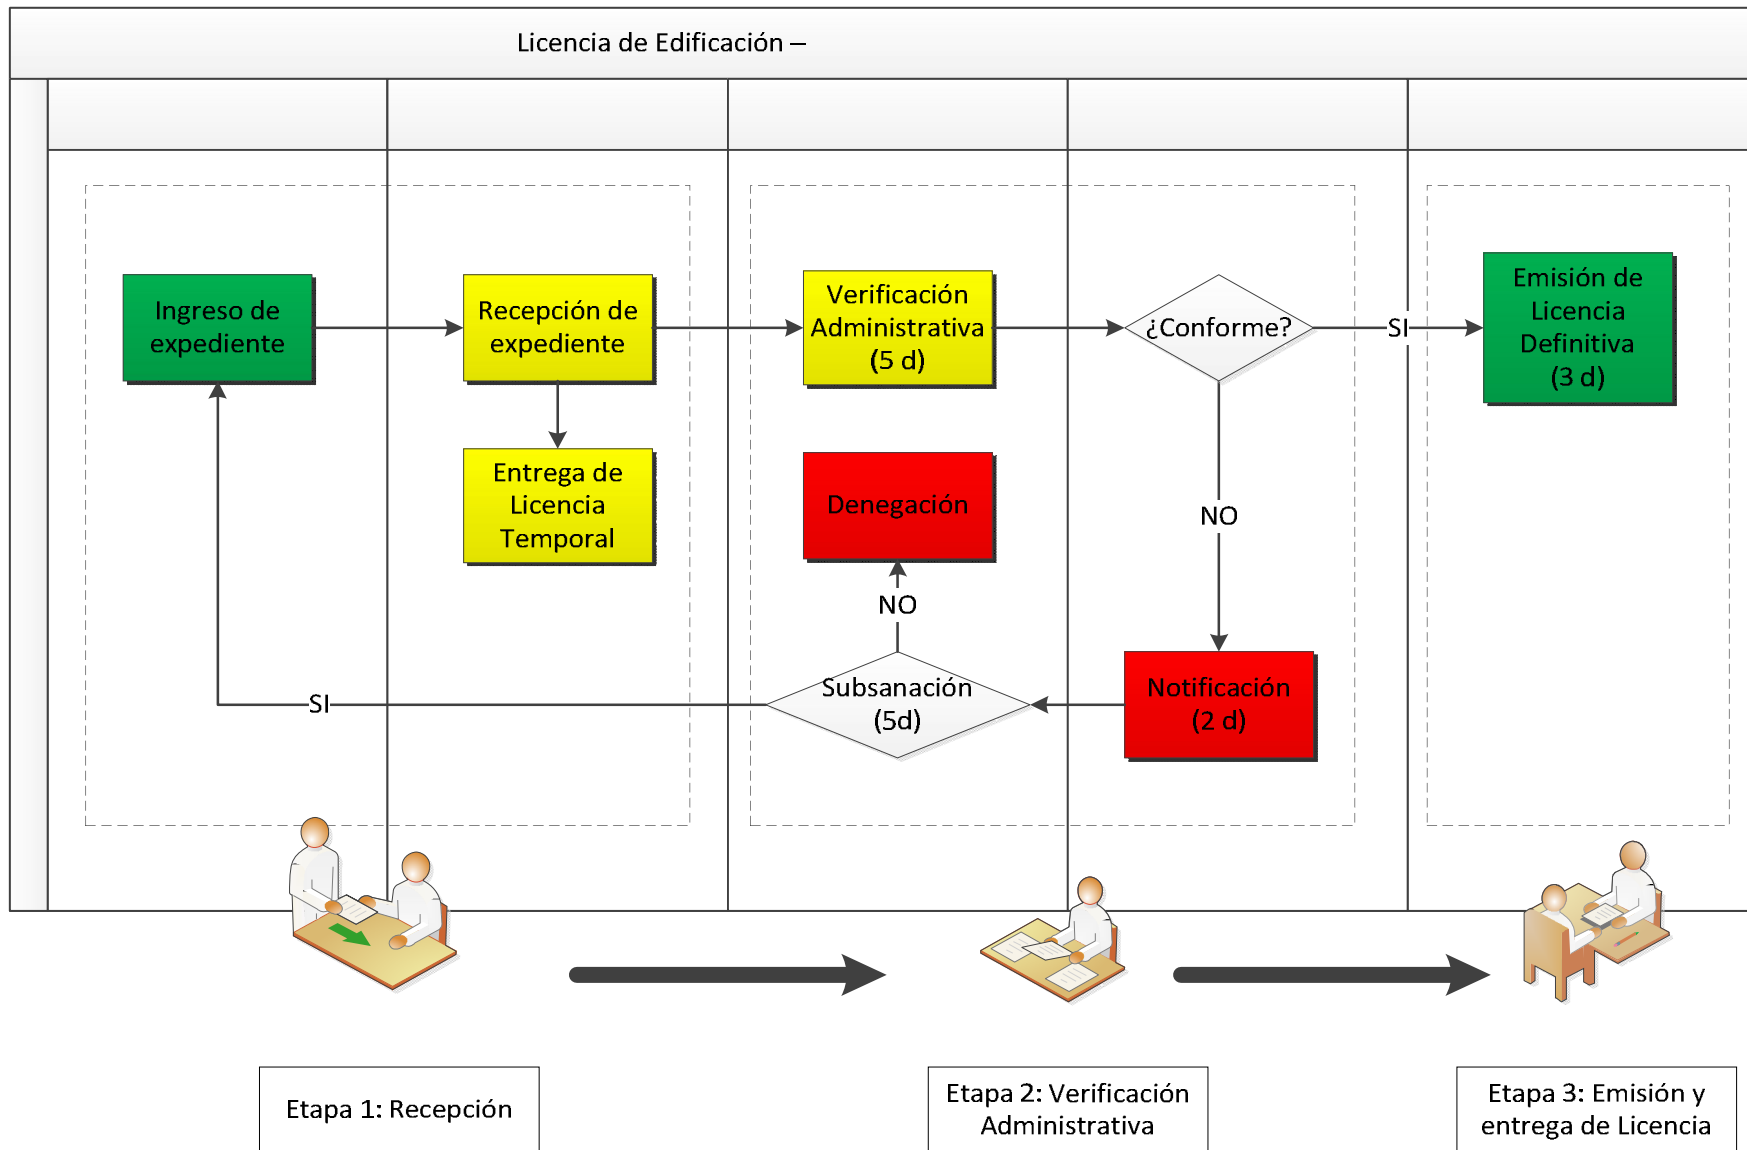 Licencia de Edificación –
Ingreso de
expediente
Recepción de
expediente
Entrega de
Licencia
Temporal
Verificación
Administrativa
(5 d)
¿Conforme?
SI
Emisión de
Licencia
Definitiva
(3 d)
NO
Denegación
NO
Subsanación
(5d)
Notificación
(2 d)
SI
Etapa 1: Recepción
Etapa 2: Verificación
Administrativa
Etapa 3: Emisión y
entrega de Licencia